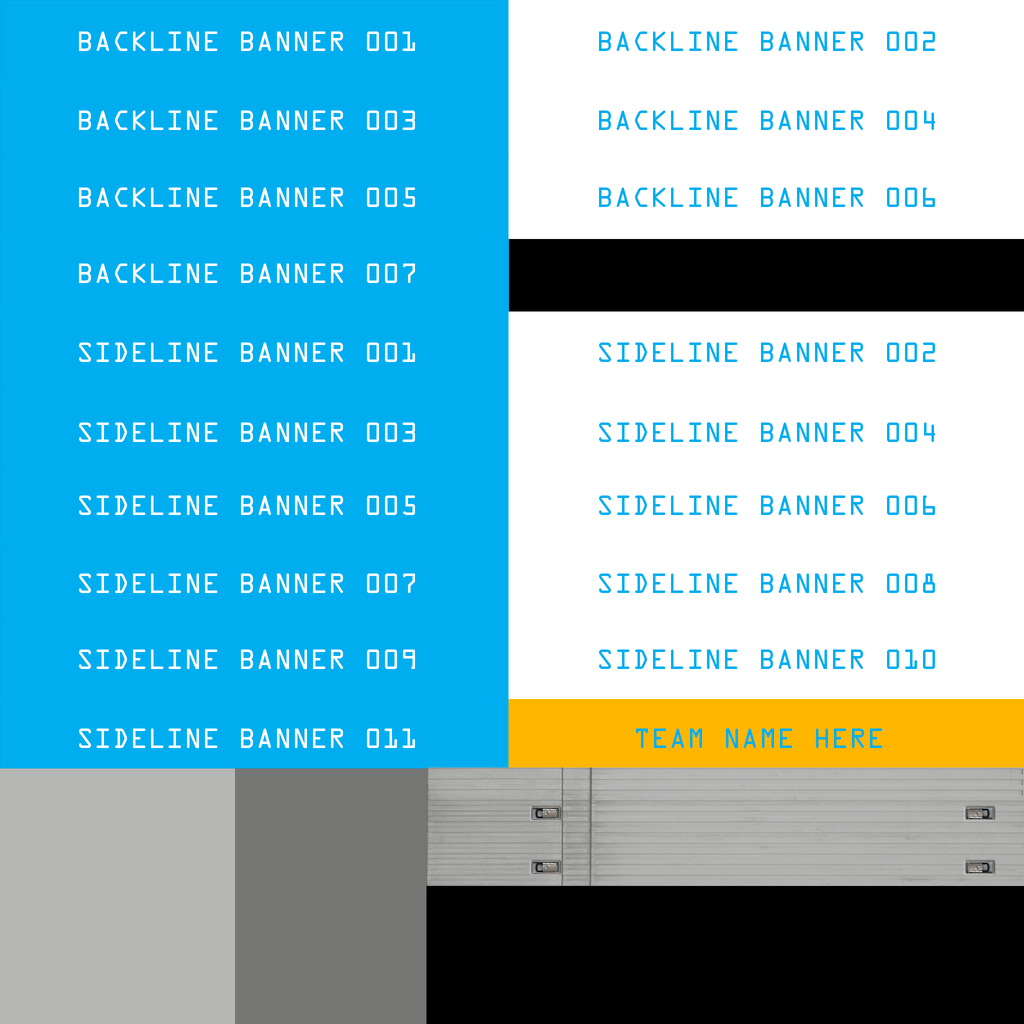 BACKLINE BANNER 001
BACKLINE BANNER 002
BACKLINE BANNER 003
BACKLINE BANNER 004
BACKLINE BANNER 005
BACKLINE BANNER 006
BACKLINE BANNER 007
SIDELINE BANNER 001
SIDELINE BANNER 002
SIDELINE BANNER 003
SIDELINE BANNER 004
SIDELINE BANNER 005
SIDELINE BANNER 006
SIDELINE BANNER 007
SIDELINE BANNER 008
SIDELINE BANNER 009
SIDELINE BANNER 010
SIDELINE BANNER 011
TEAM NAME HERE